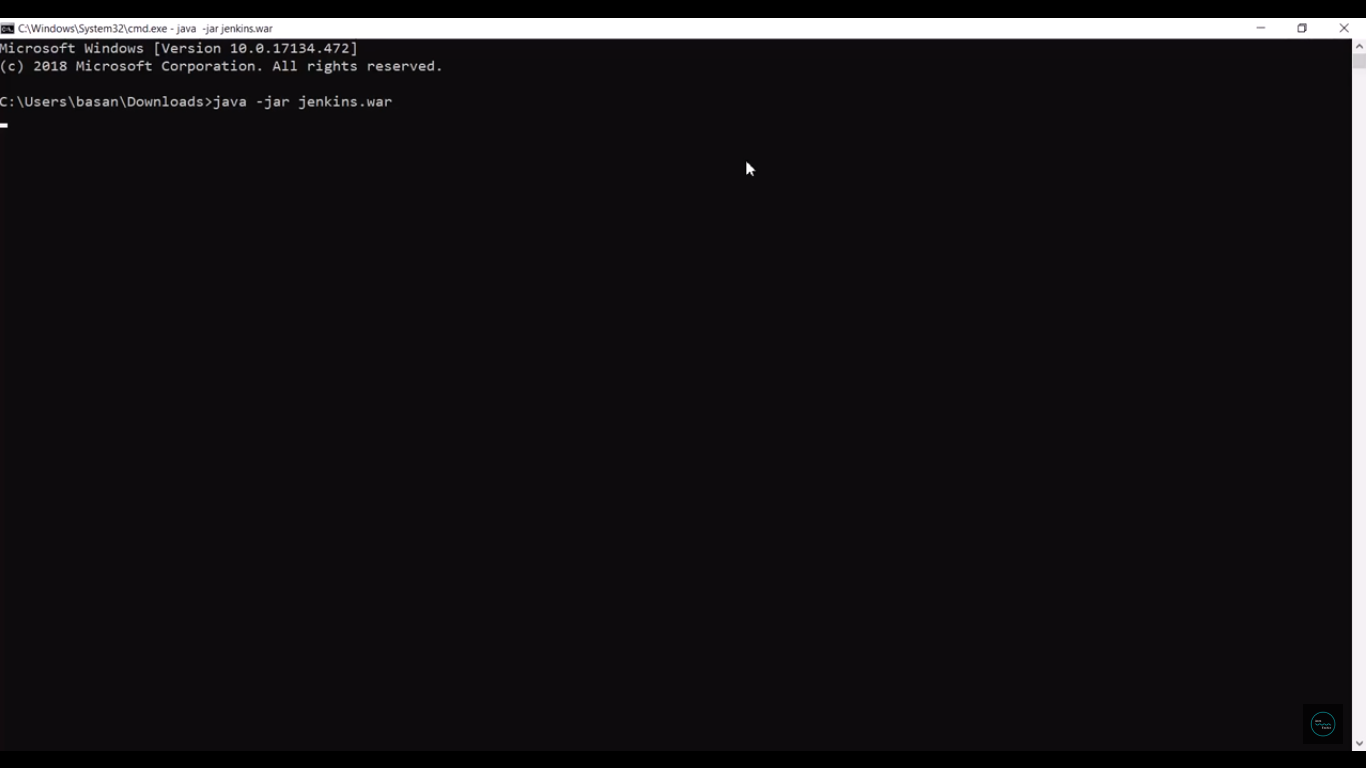 C:\Windows\System32\cmd.exe - java  -jar jenkins.war
Microsoft Windows [Version 10.0.17134.472]
(c) 2018 Microsoft Corporation. All rights reserved.
C:\Users\basan\Downloads>java -jar jenkins.war